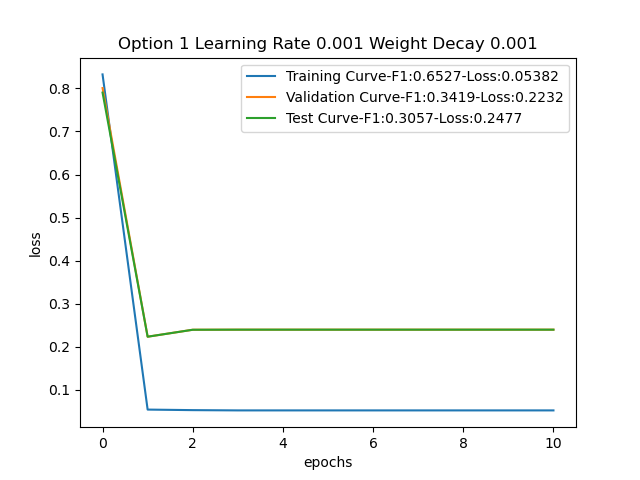 Option 1 Learning Rate 0.001 Weight Decay 0.001
Training Curve-F1:0.6527-Loss:0.05382
Validation Curve-F1:0.3419-Loss:0.2232
Test Curve-F1:0.3057-Loss:0.2477
0.8
0.7
0.6
0.5
0.4
0.3
0.2
0.1
loss
0 2 4 6 8 10
epochs